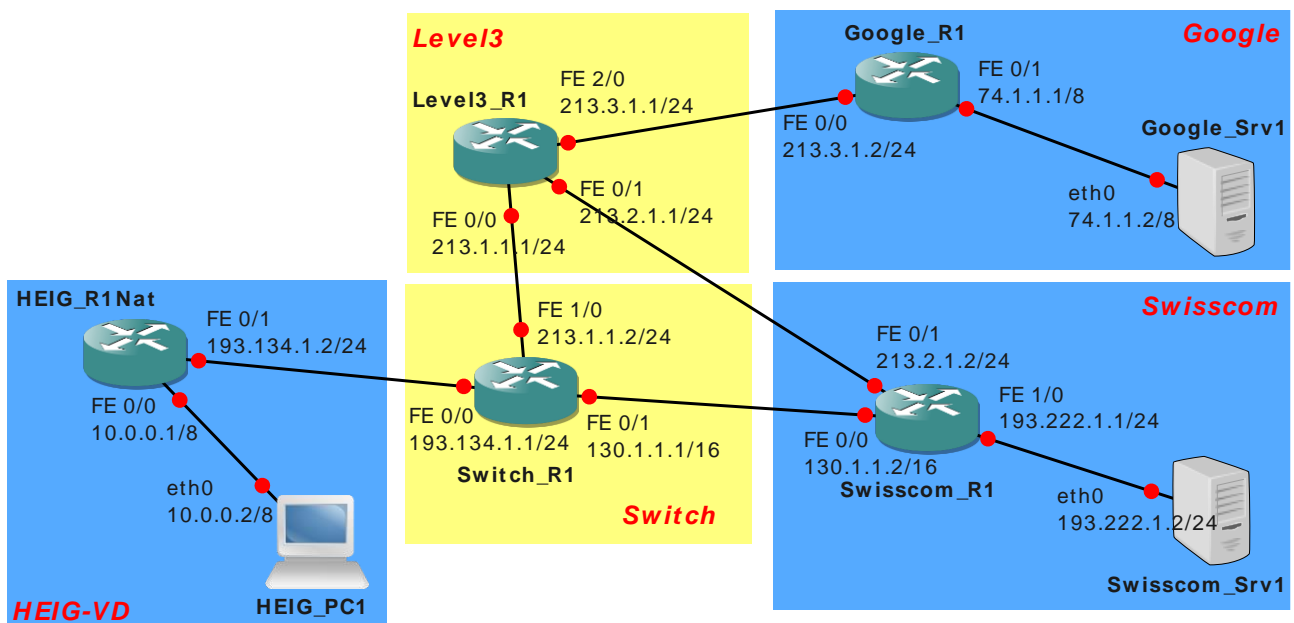 Level3
Level3_R1
FE 2/0
213.3.1.1/24
FE 0/1
213.2.1.1/24
FE 0/0
213.1.1.1/24
Google
Google_R1
FE 0/1
74.1.1.1/8
FE 0/0
213.3.1.2/24
Google_Srv1
eth0
74.1.1.2/8
HEIG_R1Nat
FE 0/1
193.134.1.2/24
FE 0/0
10.0.0.1/8
eth0
10.0.0.2/8
HEIG_PC1
HEIG-VD
FE 1/0
213.1.1.2/24
FE 0/0
193.134.1.1/24
FE 0/1
130.1.1.1/16
Switch_R1
Switch
Swisscom
FE 0/1
213.2.1.2/24
FE 1/0
193.222.1.1/24
FE 0/0
130.1.1.2/16
Swisscom_R1
eth0
193.222.1.2/24
Swisscom_Srv1